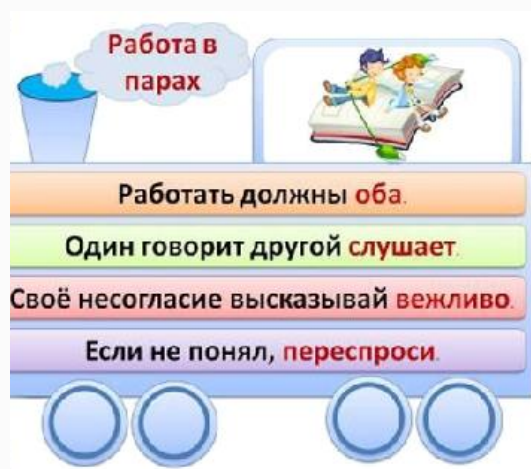 Работа в
парах
Работать должны оба.
Один говорит другой слушает.
Своё несогласие высказывай вежливо.
Если не понял, переспроси.